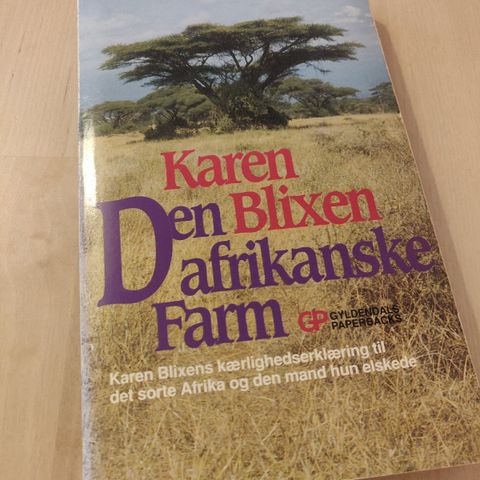 Karen
Blixen
Den
afrikanske
Farm
GP GYLDENDALS
PAPERBACKS
Karen Blixens kærlighedserklæring til
det sorte Afrika og den mand hun elskede